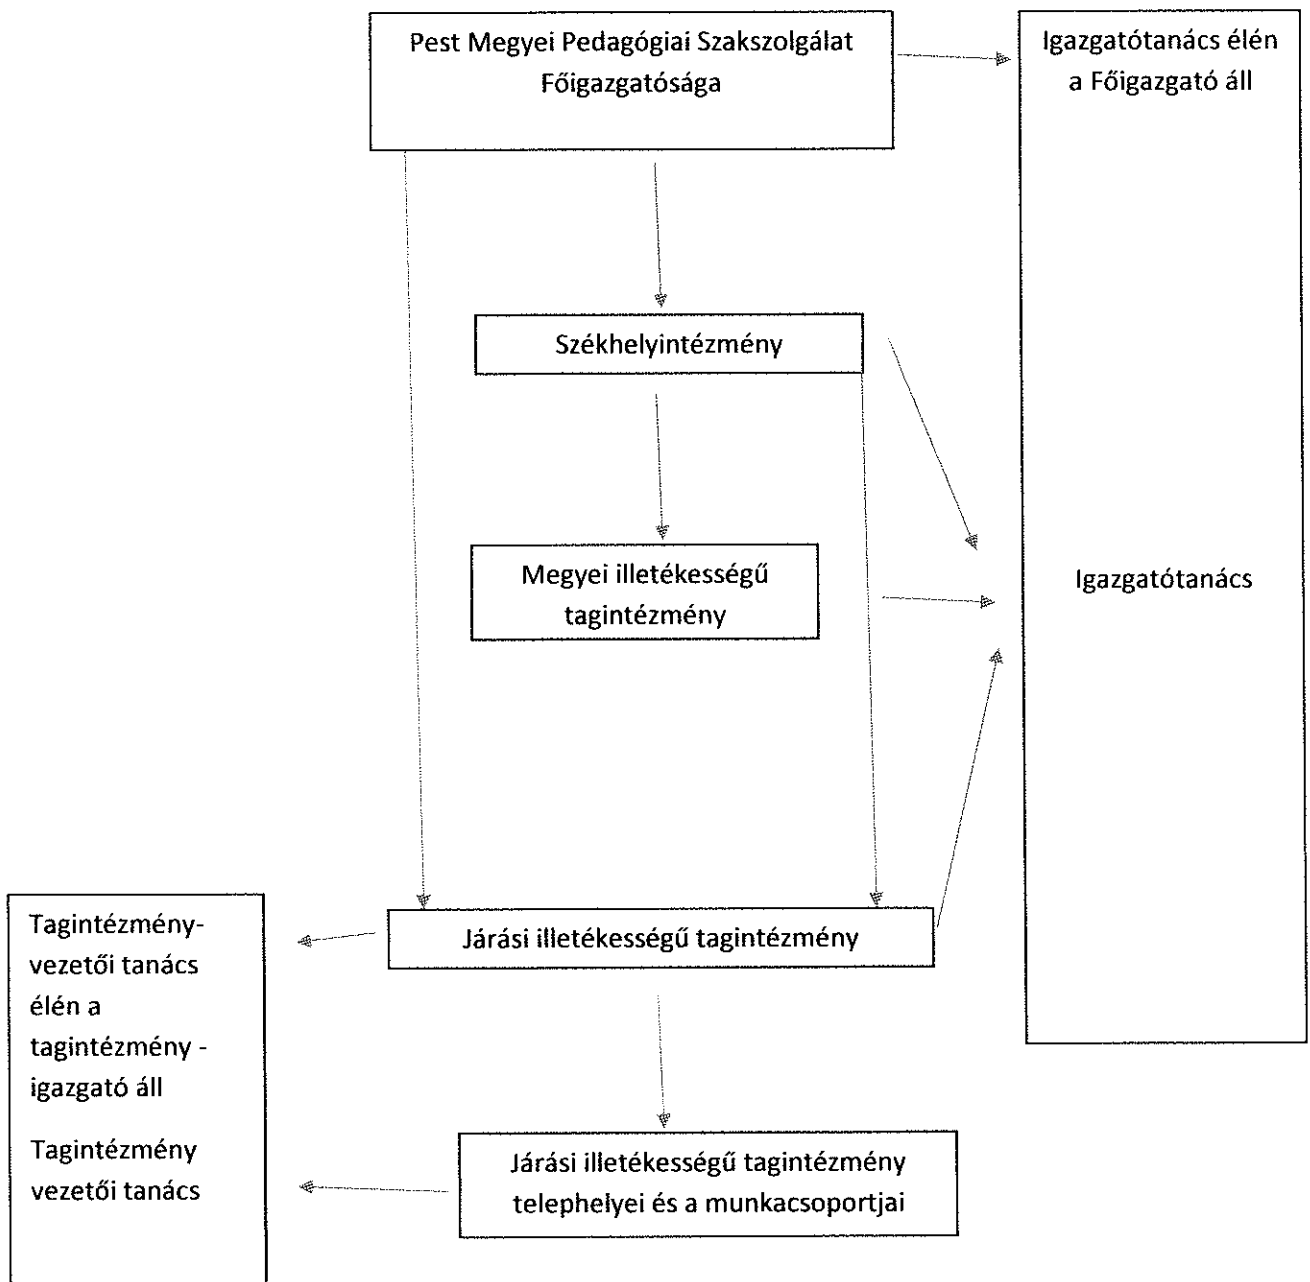 Pest Megyei Pedagógiai Szakszolgálat
Főigazgatósága
Igazgatótanács élén
a Főigazgató áll
Székhelyintézmény
Megyei illetékességű
tagintézmény
Igazgatótanács
Járási illetékességű tagintézmény
Tagintézmény-
vezetői tanács
élén a
tagintézmény -
igazgató áll
Tagintézmény
vezetői tanács
Járási illetékességű tagintézmény
telephelyei és a munkacsoportjai